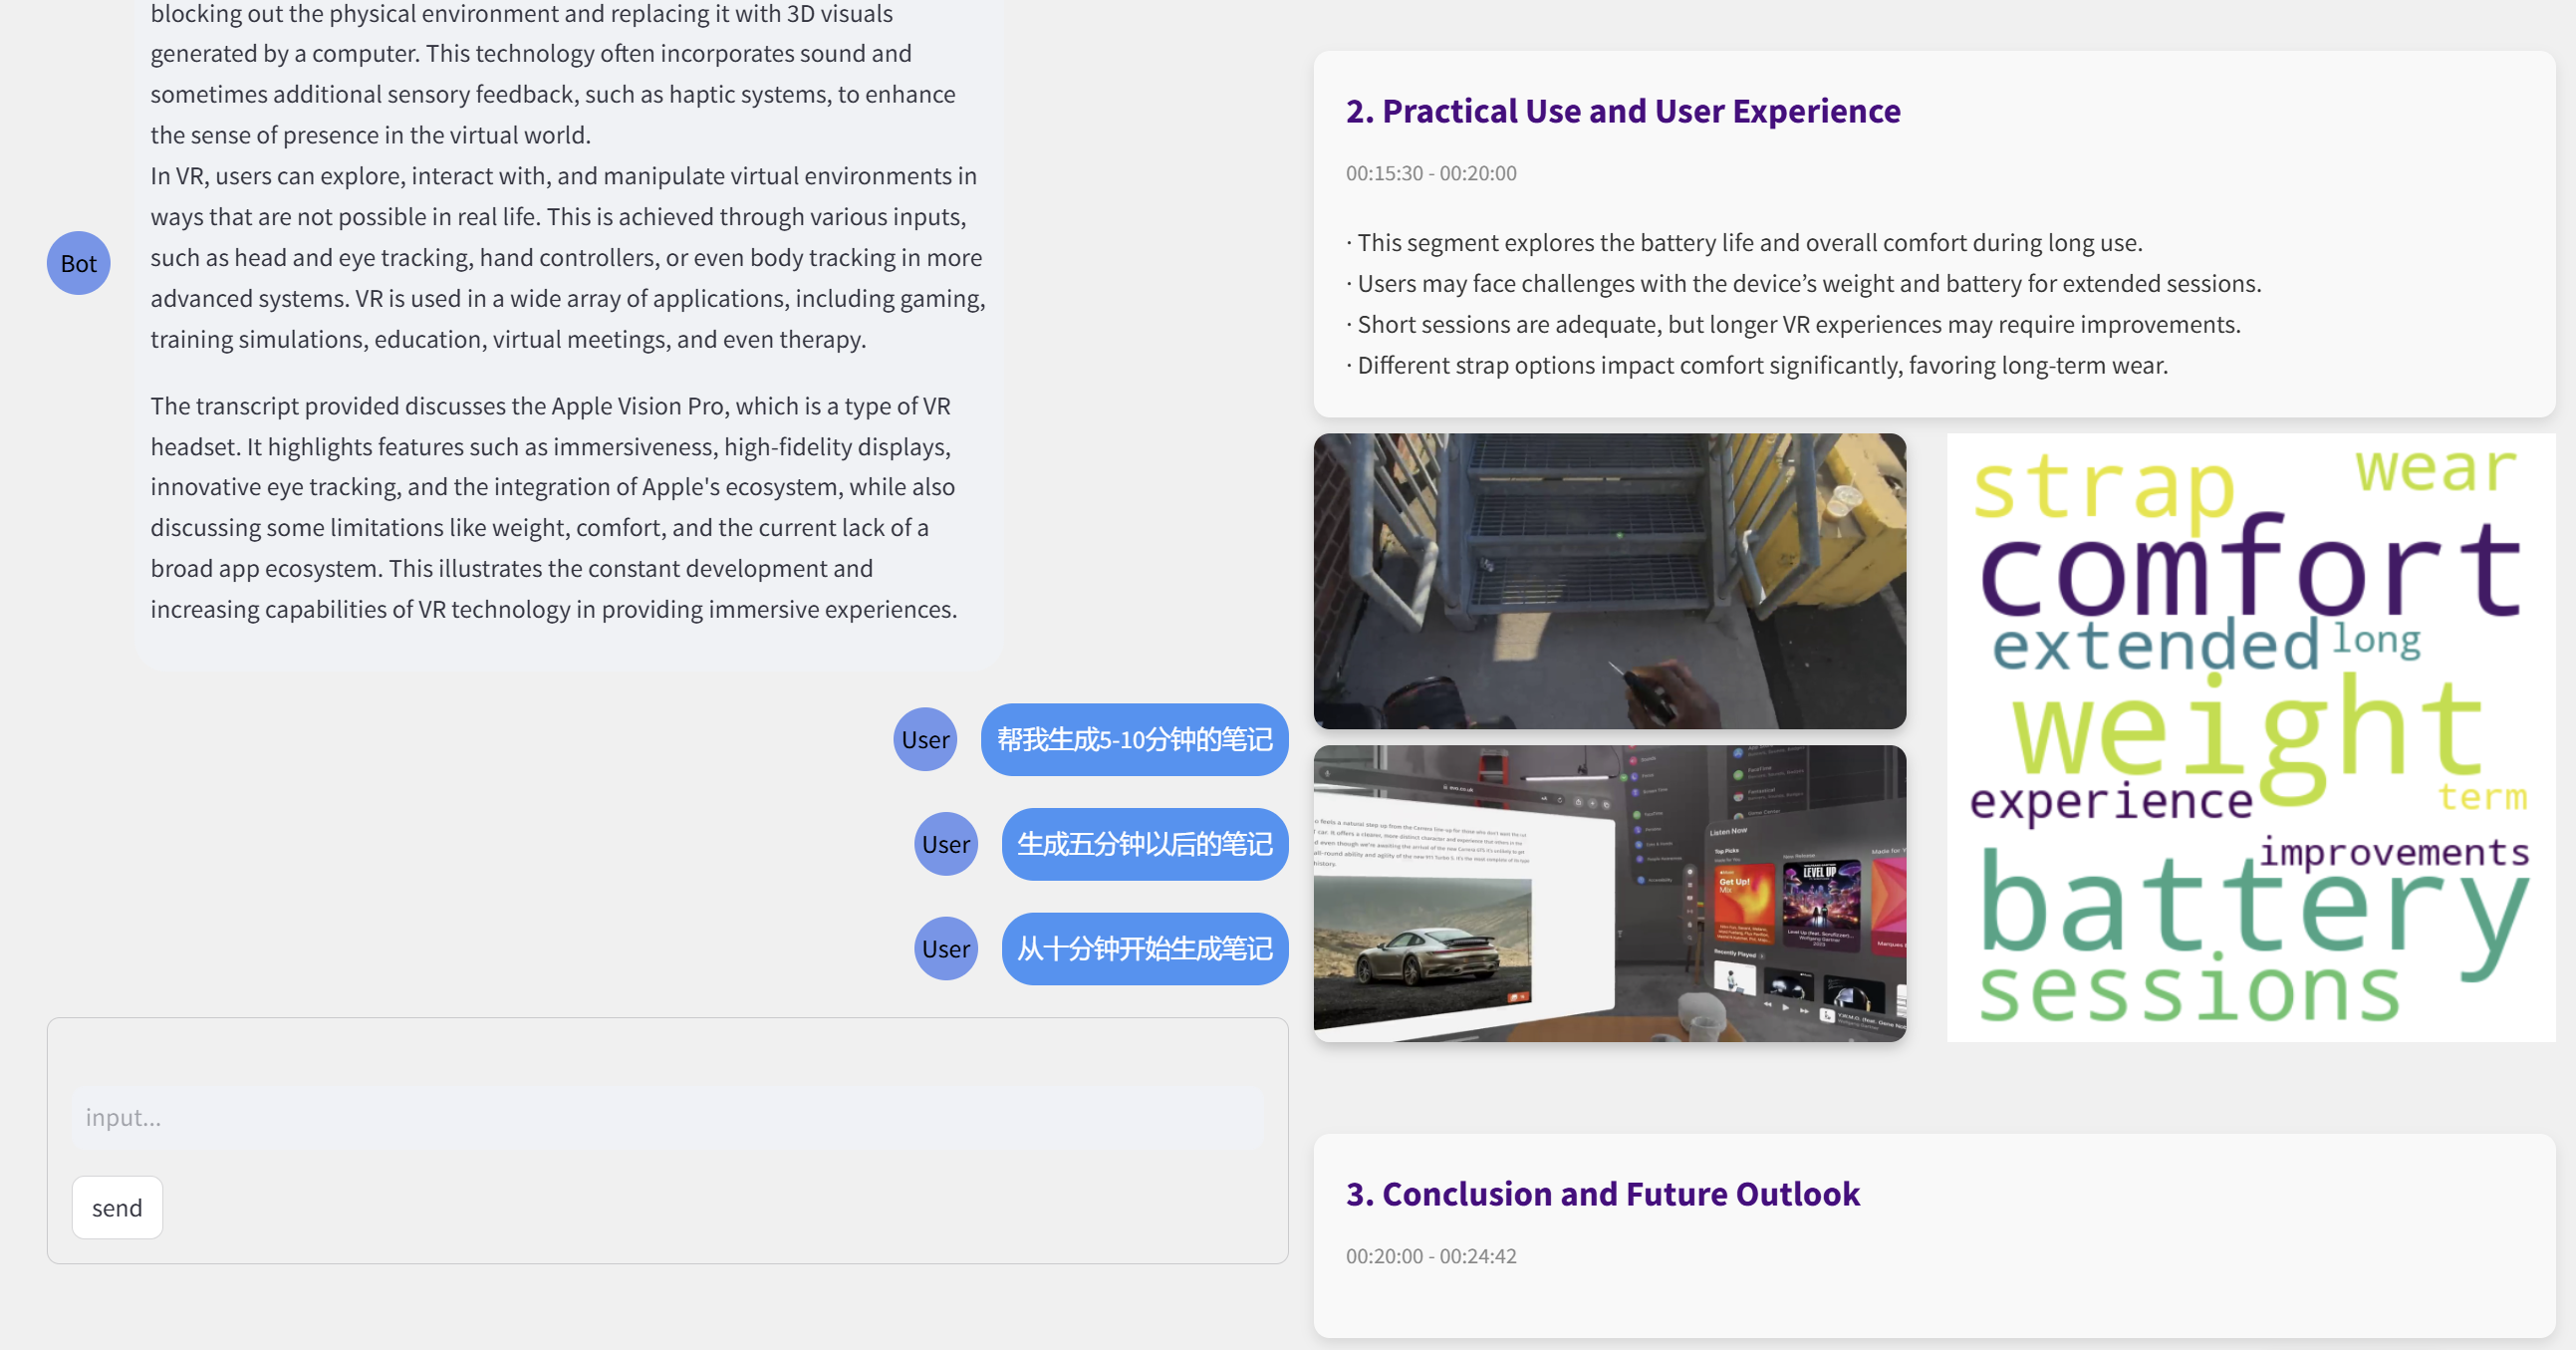 blocking out the physical environment and replacing it with 3D visuals
generated by a computer. This technology often incorporates sound and
sometimes additional sensory feedback, such as haptic systems, to enhance
the sense of presence in the virtual world.
In VR, users can explore, interact with, and manipulate virtual environments in
ways that are not possible in real life. This is achieved through various inputs,
such as head and eye tracking, hand controllers, or even body tracking in more
advanced systems. VR is used in a wide array of applications, including gaming,
training simulations, education, virtual meetings, and even therapy.
Bot
The transcript provided discusses the Apple Vision Pro, which is a type of VR
headset. It highlights features such as immersiveness, high-fidelity displays,
innovative eye tracking, and the integration of Apple's ecosystem, while also
discussing some limitations like weight, comfort, and the current lack of a
broad app ecosystem. This illustrates the constant development and
increasing capabilities of VR technology in providing immersive experiences.
User
帮我生成5-10分钟的笔记
User
生成五分钟以后的笔记
User
从十分钟开始生成笔记
input...
send
2. Practical Use and User Experience
00:15:30 - 00:20:00
· This segment explores the battery life and overall comfort during long use.
· Users may face challenges with the device’s weight and battery for extended sessions.
· Short sessions are adequate, but longer VR experiences may require improvements.
· Different strap options impact comfort significantly, favoring long-term wear.
Listen Now
Top Picks
New Release
Get Up!
Mix
LEVEL UP
Recently Played
strap
wear
comfort
extended
long
weight
experience
term
improvements
battery
sessions
3. Conclusion and Future Outlook
00:20:00 - 00:24:42